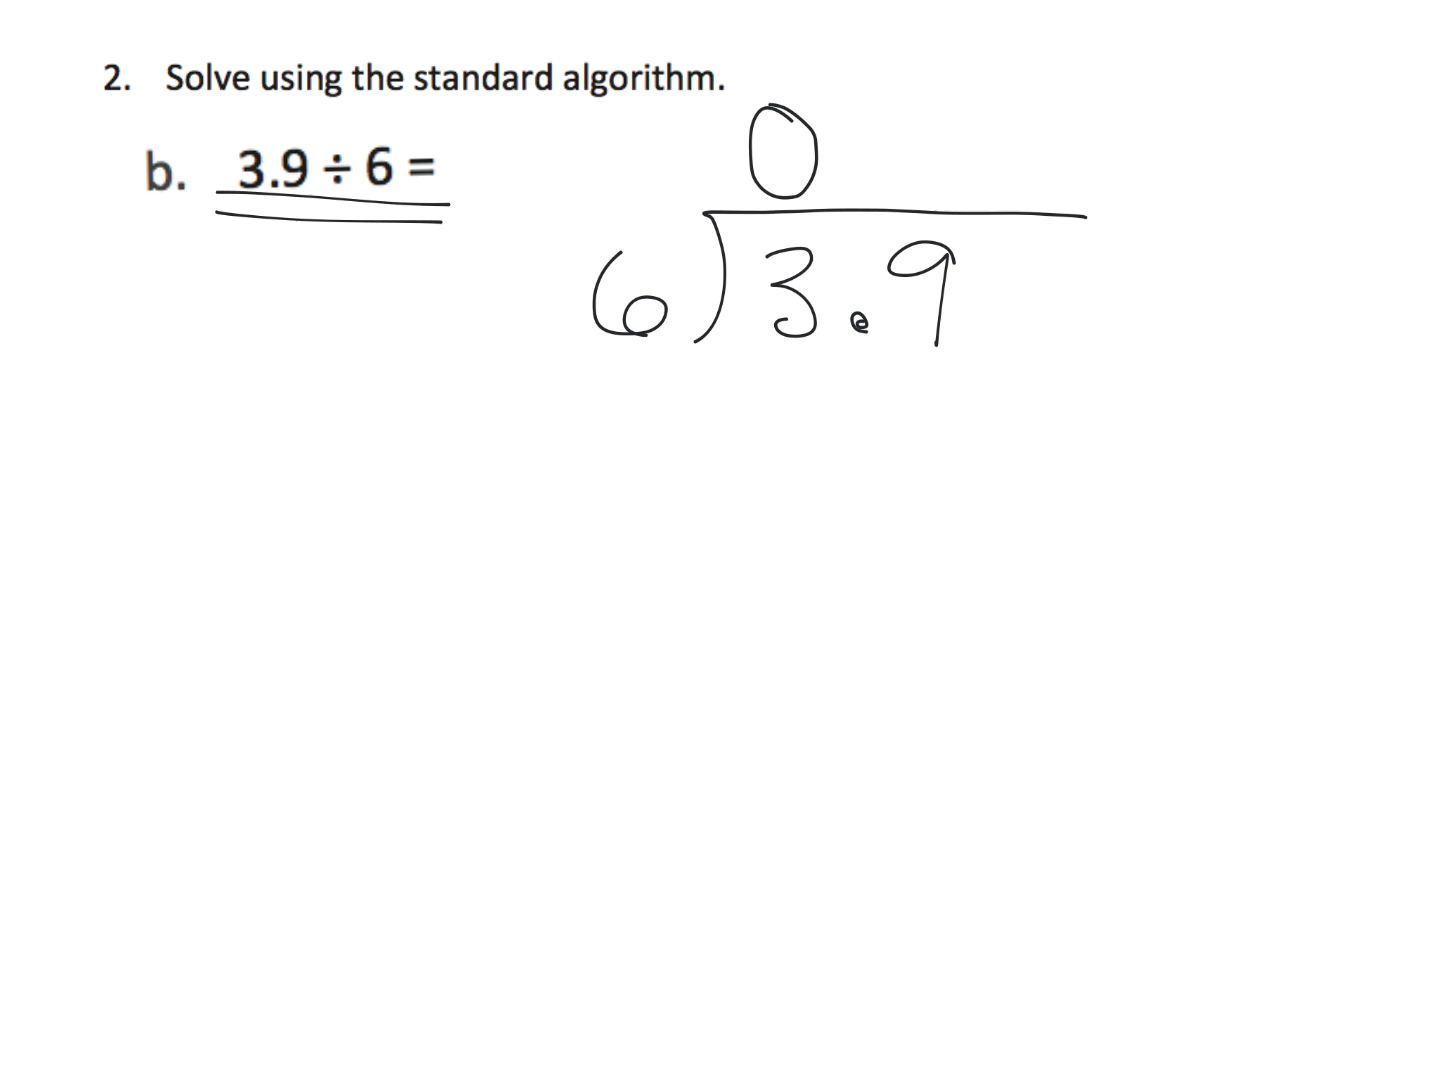 2. Solve using the standard algorithm.
b. 3.9 ÷ 6 =
0
6)3.9